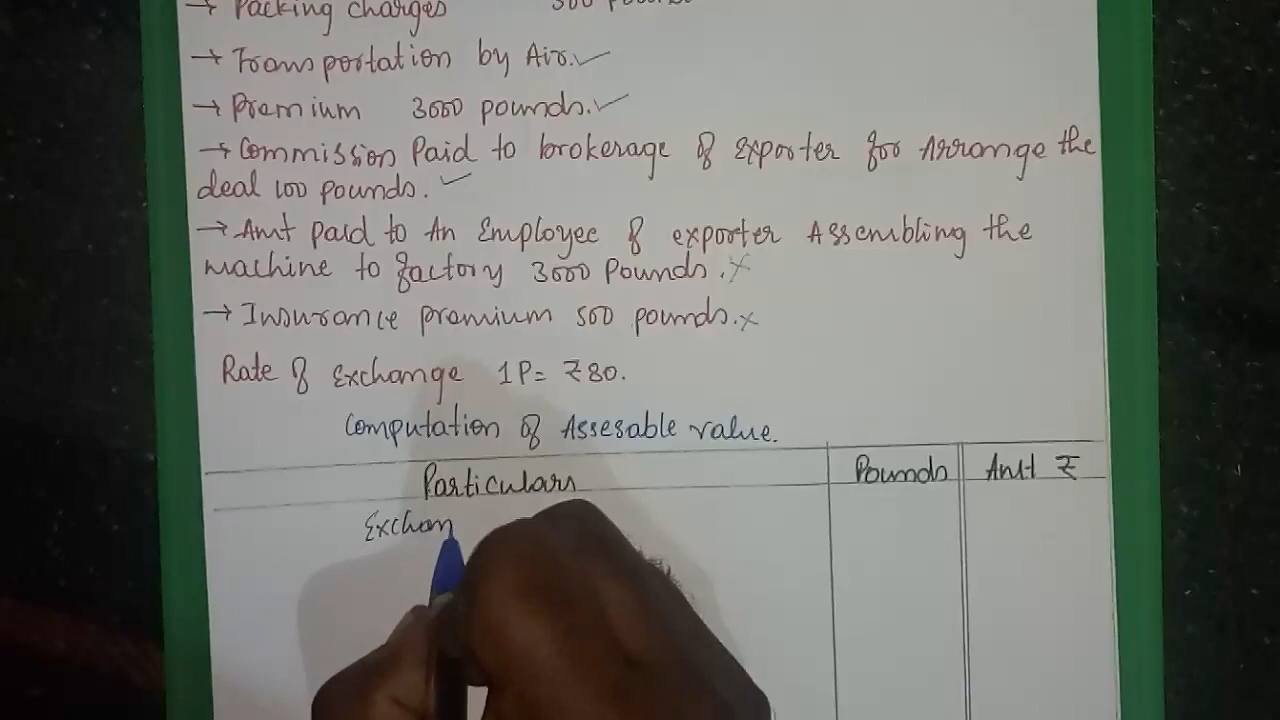 → Packing charges 500
→ Transportation by Air.
→ Premium 3000 pounds.
→ Commission Paid to brokerage of Exporter for Arrange the
deal 100 pounds.
→ Amt paid to An Employee of exporter Assembling the
machine to factory 3000 Pounds.
→ Insurance premium 500 pounds.
Rate of Exchange 1P= ₹80.
Computation of Assesable value.
Particulars Pounds Amt ₹
Exchan